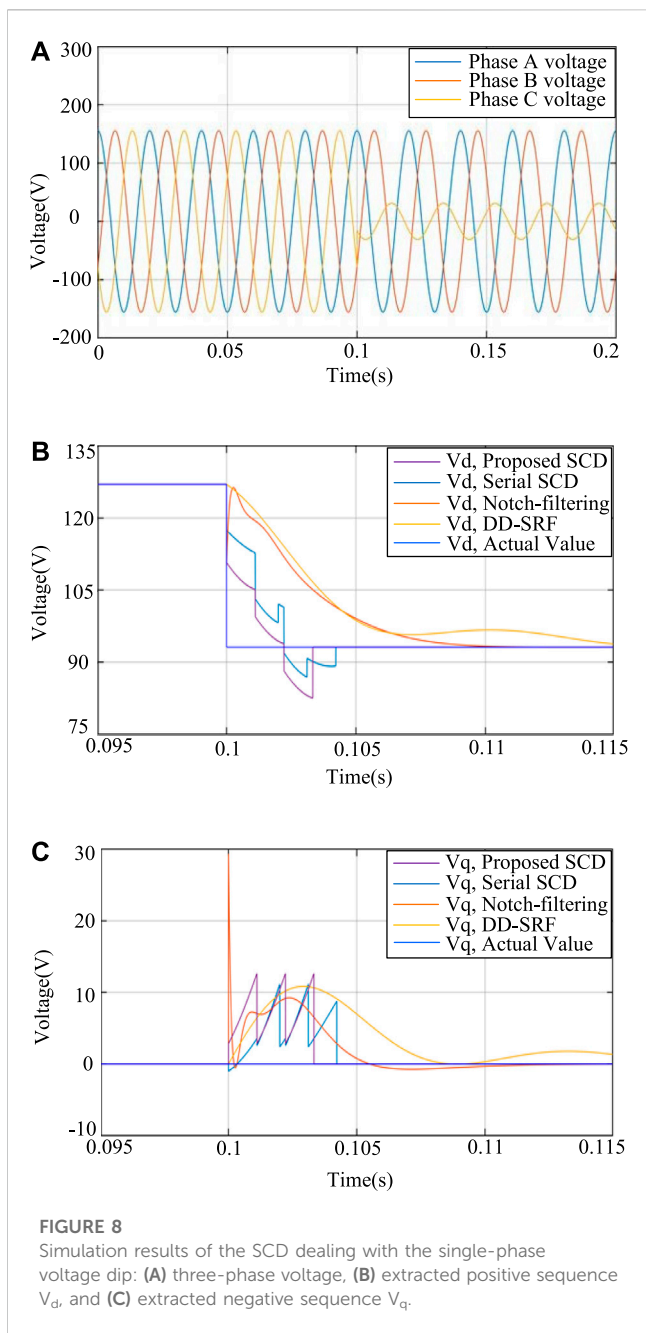 A
300
200
100
0
-100
-200
Voltage(V)
Phase A voltage
Phase B voltage
Phase C voltage
0
0.05
0.1
0.15
0.2
Time(s)
B
135
120
105
90
75
Voltage(V)
Vd, Proposed SCD
Vd, Serial SCD
Vd, Notch-filtering
Vd, DD-SRF
Vd, Actual Value
0.095
0.1
0.105
0.11
0.115
Time(s)
C
30
20
10
0
-10
Voltage(V)
Vq, Proposed SCD
Vq, Serial SCD
Vq, Notch-filtering
Vq, DD-SRF
Vq, Actual Value
0.095
0.1
0.105
0.11
0.115
Time(s)
FIGURE 8
Simulation results of the SCD dealing with the single-phase
voltage dip: (A) three-phase voltage, (B) extracted positive sequence
Vd, and (C) extracted negative sequence Vq.